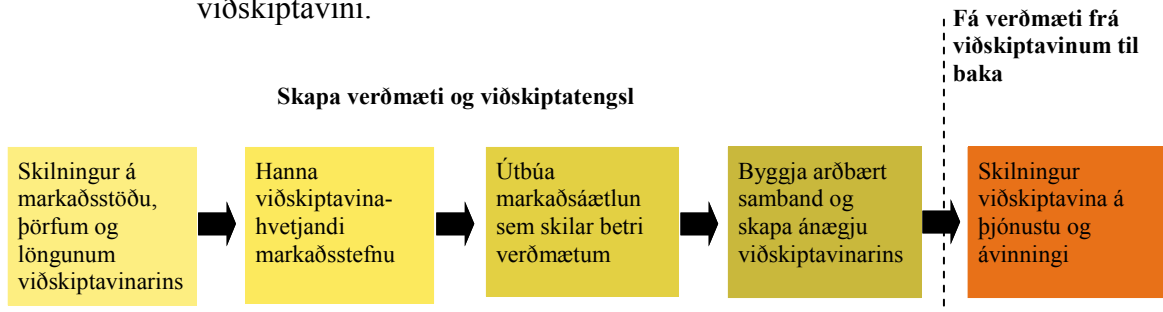 viðskiptavini.
Fá verðmæti frá
viðskiptavinum til
baka
Skapa verðmæti og viðskiptatengsl
Skilningur á
markaðsstöðu,
þörfum og
löngunum
viðskiptavinarins
Hanna
viðskiptavina-
hvetjandi
markaðsstefnu
Útbúa
markaðsáætlun
sem skilar betri
verðmætum
Byggja arðbært
samband og
skapa ánægju
viðskiptavinarins
Skilningur
viðskiptavina á
þjónustu og
ávinningi